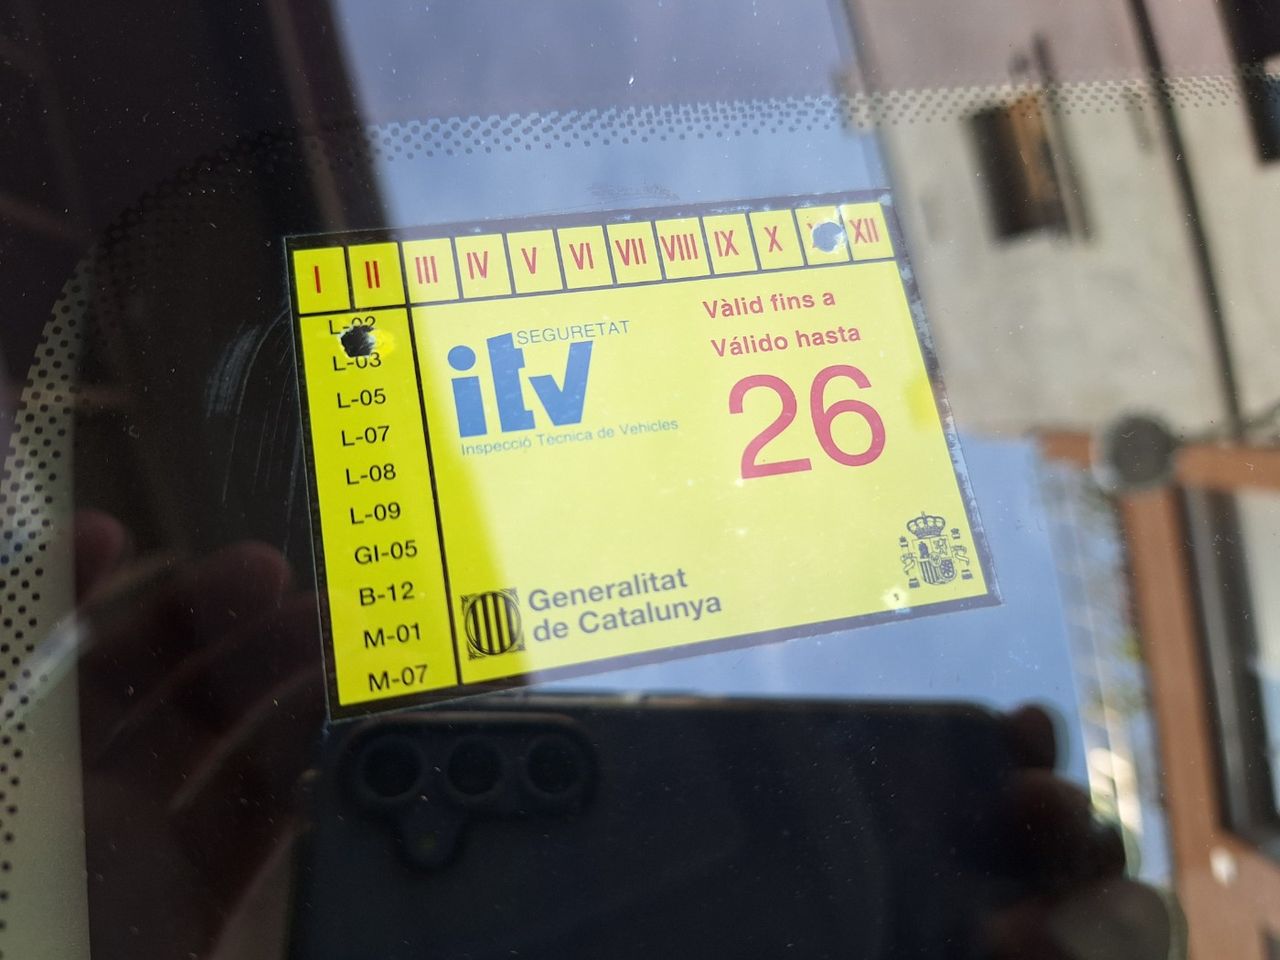 I II III IV V VI VII VIII IX X XII
L-02
L-03
L-05
L-07
L-08
L-09
GI-05
B-12
M-01
M-07
SEGURETAT
itv
Inspecció Tècnica de Vehicles
Vàlid fins a
Válido hasta
26
Generalitat
de Catalunya